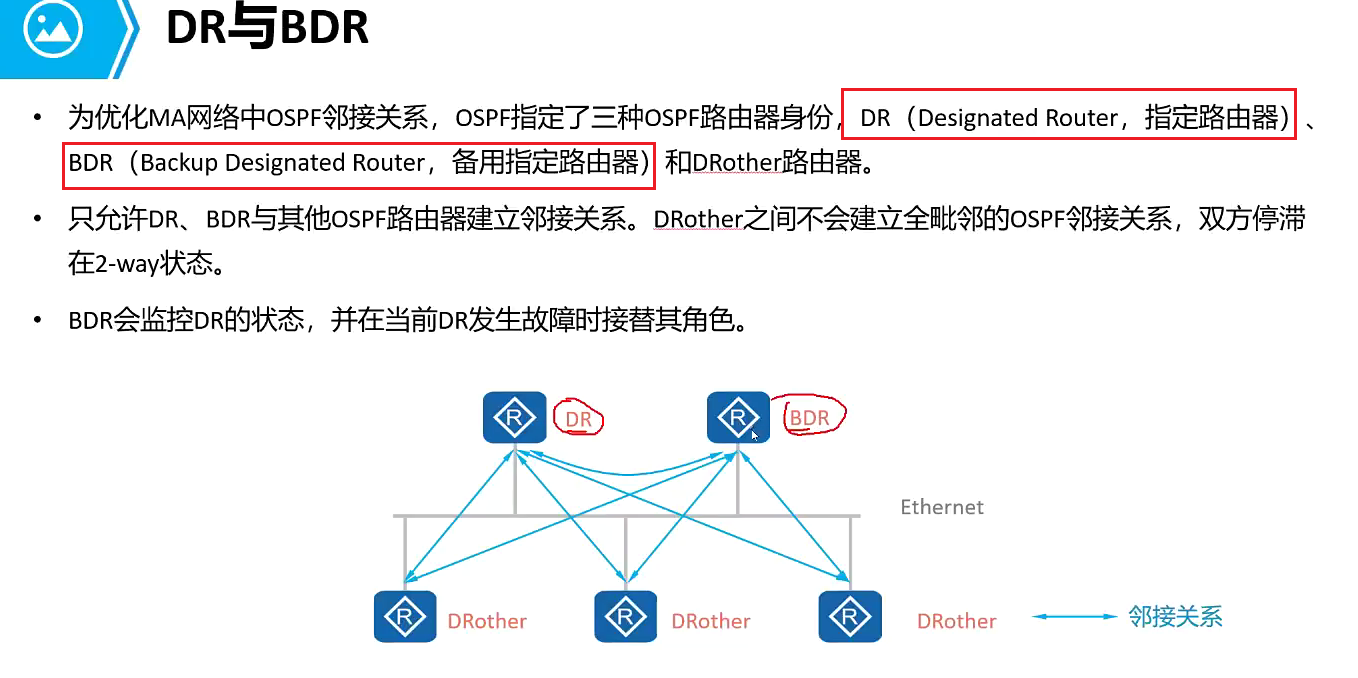 DR与BDR
• 为优化MA网络中OSPF邻接关系，OSPF指定了三种OSPF路由器身份，DR（Designated Router，指定路由器）、
BDR（Backup Designated Router，备用指定路由器）和DRother路由器。
• 只允许DR、BDR与其他OSPF路由器建立邻接关系。DRother之间不会建立全毗邻的OSPF邻接关系，双方停滞
在2-way状态。
• BDR会监控DR的状态，并在当前DR发生故障时接替其角色。
R DR R BDR
Ethernet
R DRother R DRother R DRother 邻接关系